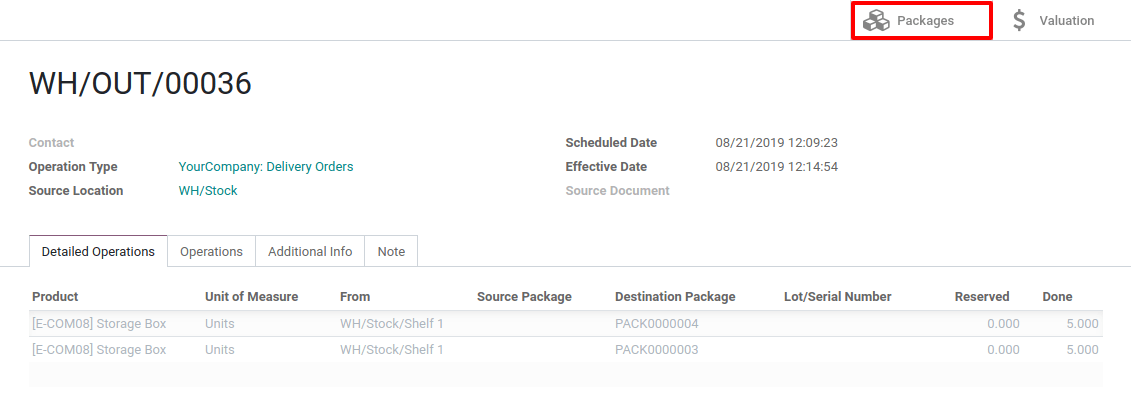 Packages Valuation
WH/OUT/00036
Contact Scheduled Date 08/21/2019 12:09:23
Operation Type YourCompany: Delivery Orders Effective Date 08/21/2019 12:14:54
Source Location WH/Stock Source Document
Detailed Operations Operations Additional Info Note
Product Unit of Measure From Source Package Destination Package Lot/Serial Number Reserved Done
[E-COM08] Storage Box Units WH/Stock/Shelf 1 PACK0000004 0.000 5.000
[E-COM08] Storage Box Units WH/Stock/Shelf 1 PACK0000003 0.000 5.000